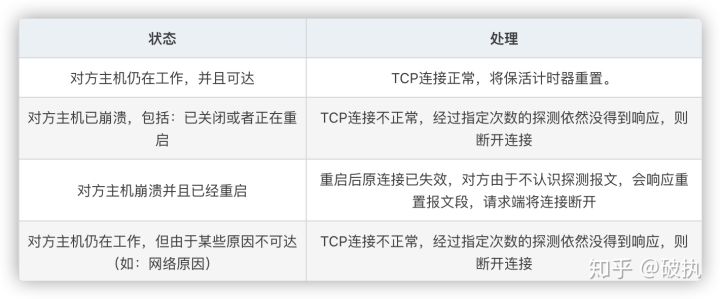 状态
处理
对方主机仍在工作，并且可达
TCP连接正常，将保活计时器重置。
对方主机已崩溃，包括：已关闭或者正在重
启
TCP连接不正常，经过指定次数的探测依然没得到响应，则
断开连接
对方主机崩溃并且已经重启
重启后原连接已失效，对方由于不认识探测报文，会响应重
置报文段，请求端将连接断开
对方主机仍在工作，但由于某些原因不可达
（如：网络原因）
TCP连接不正常，经过指定次数的探测依然没得到响应，则
断开连接
知乎 @破执